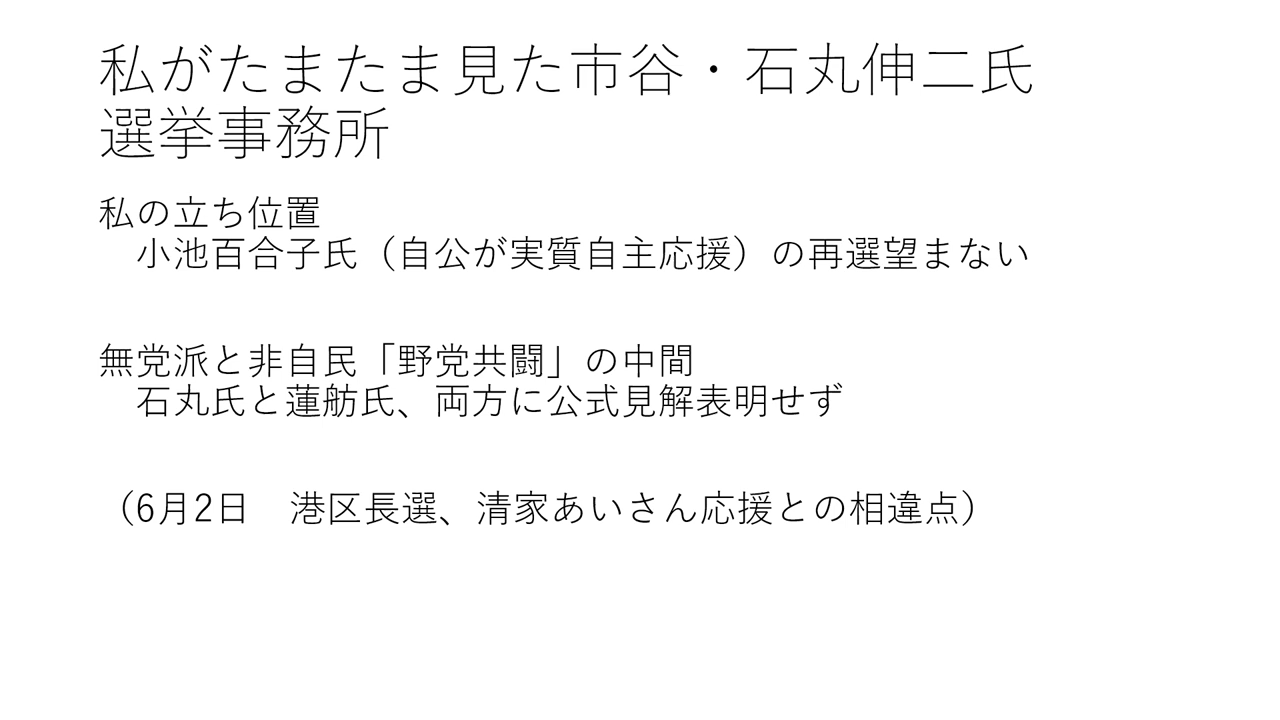 私がたまたま見た市谷・石丸伸二氏
選挙事務所
私の立ち位置
　小池百合子氏（自公が実質自主応援）の再選望まない
無党派と非自民「野党共闘」の中間
　石丸氏と蓮舫氏、両方に公式見解表明せず
（6月2日　港区長選、清家あいさん応援との相違点）